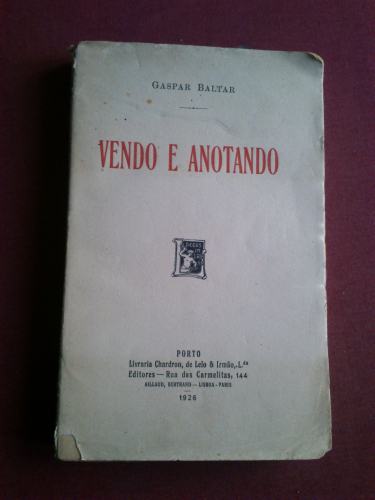 GASPAR BALTAR
VENDO E ANOTANDO
PORTO
Livraria Chardron, de Lelo & Irmão, L.da
Editores — Rua das Carmelitas, 144
AILLAUD, BERTRAND — LISBOA - PARIS
1926